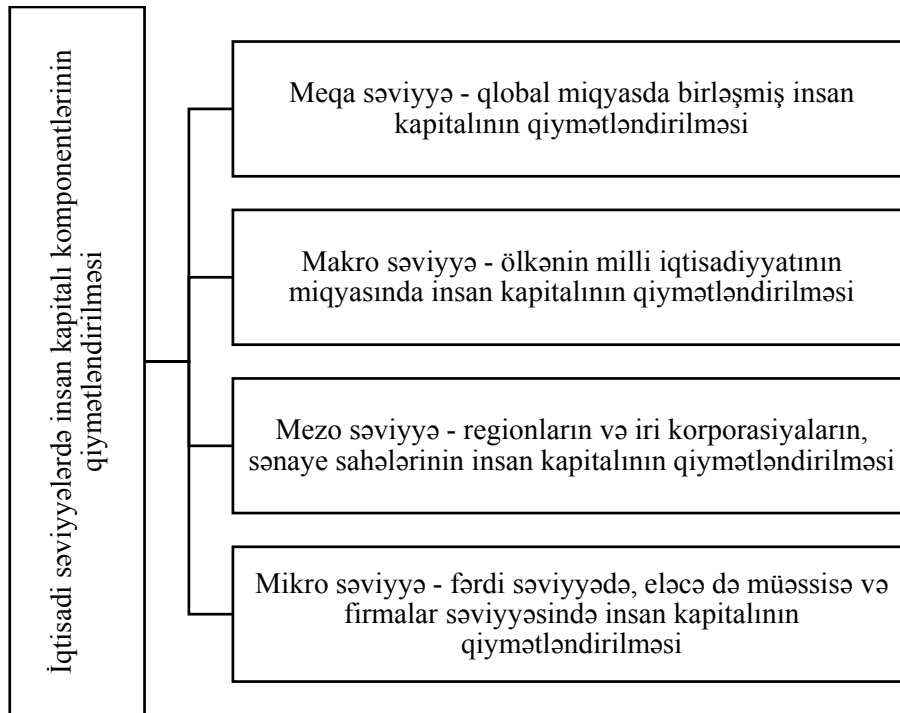 İqtisadi səviyyələrdə insan kapitalı komponentlərinin
qiymətləndirilməsi
Meqa səviyyə - qlobal miqyasda birləşmiş insan
kapitalının qiymətləndirilməsi
Makro səviyyə - ölkənin milli iqtisadiyyatının
miqyasında insan kapitalının qiymətləndirilməsi
Mezo səviyyə - regionların və iri korporasiyaların,
sənaye sahələrinin insan kapitalının qiymətləndirilməsi
Mikro səviyyə - fərdi səviyyədə, eləcə də müəssisə və
firmalar səviyyəsində insan kapitalının
qiymətləndirilməsi